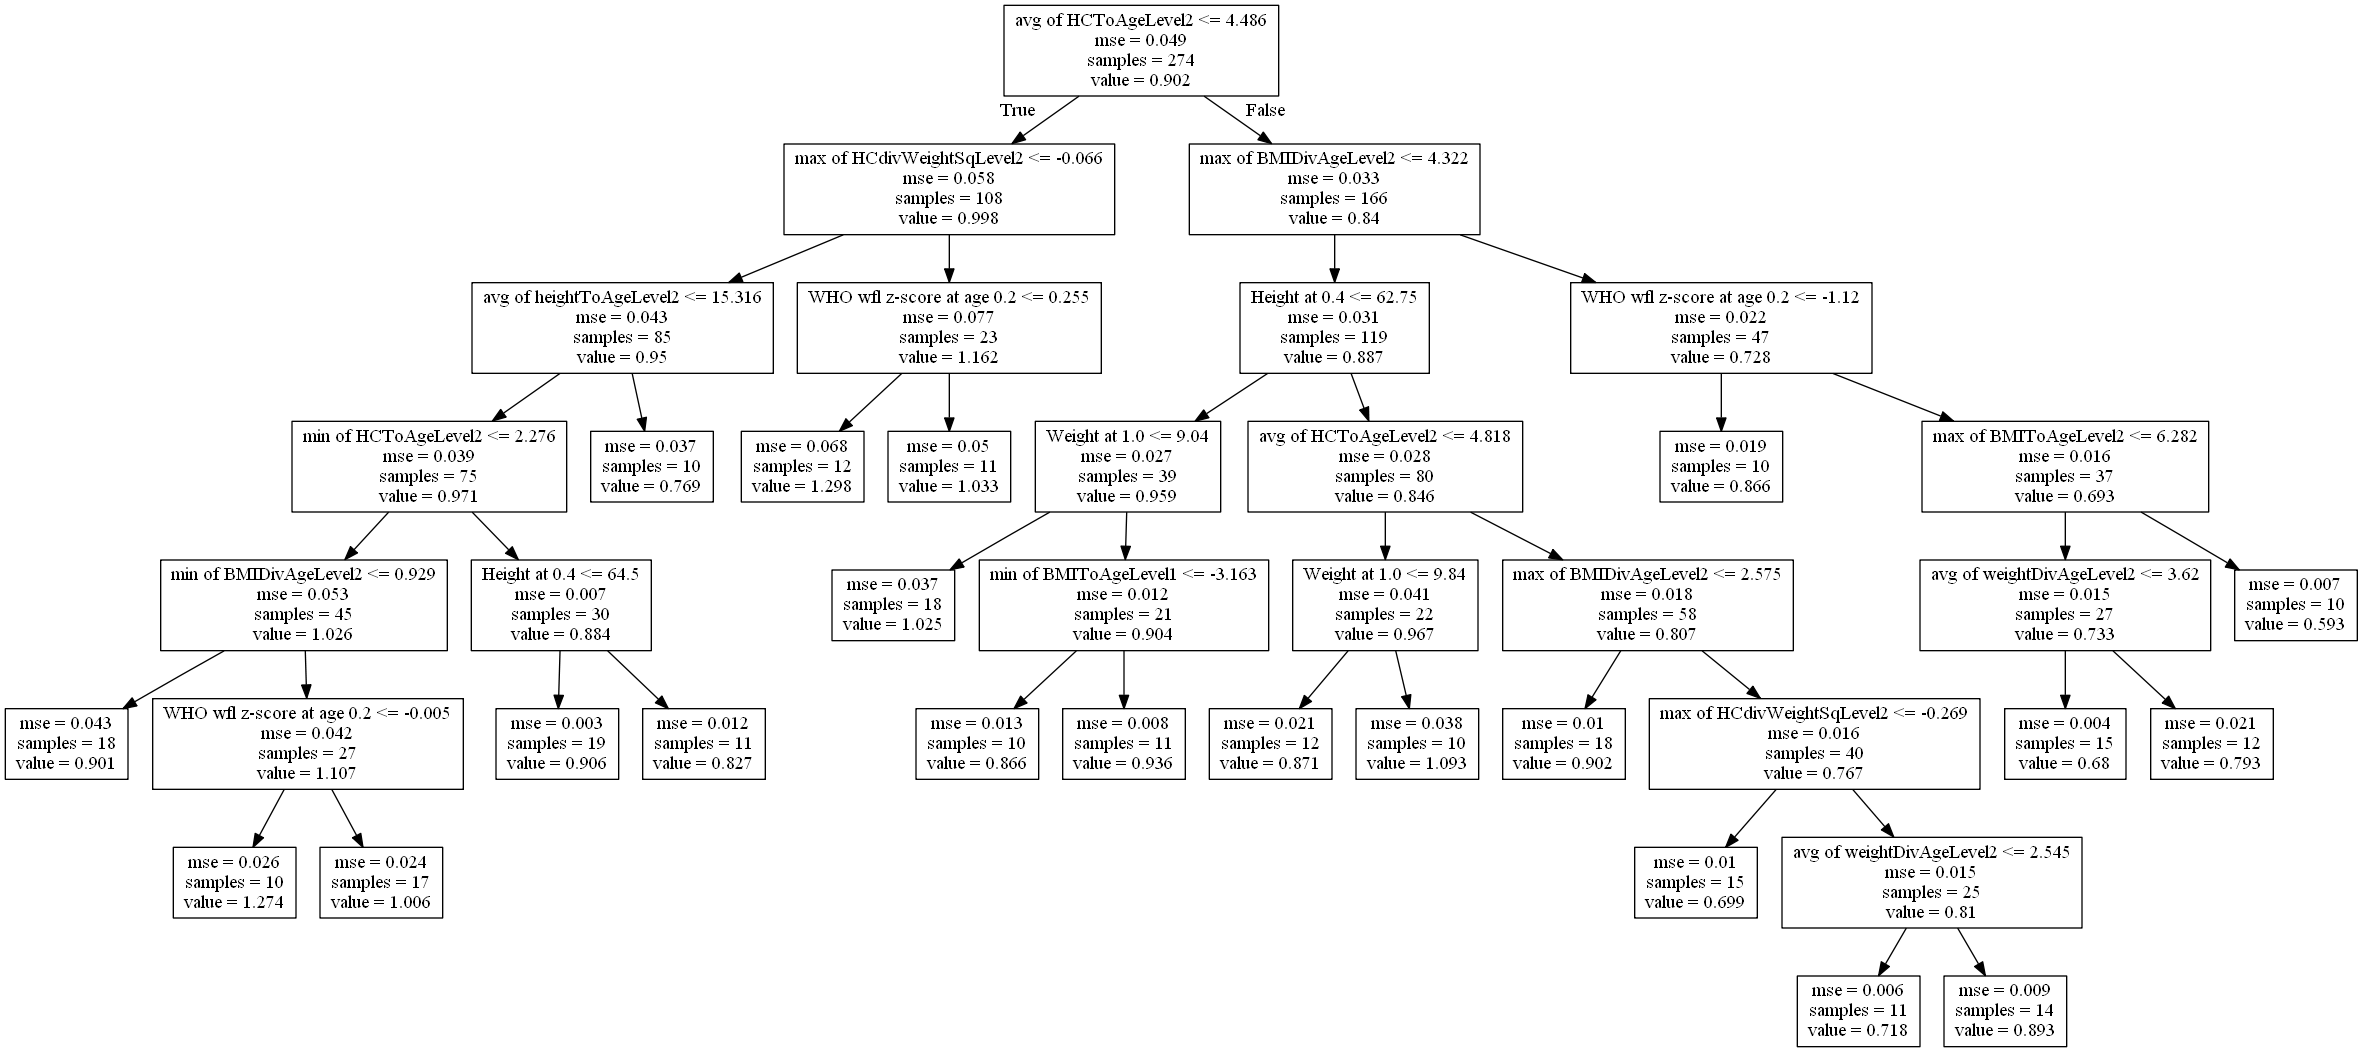 avg of HCToAgeLevel2 <= 4.486
mse = 0.049
samples = 274
value = 0.902
True
False
max of HCdivWeightSqLevel2 <= -0.066
mse = 0.058
samples = 108
value = 0.998
max of BMIDivAgeLevel2 <= 4.322
mse = 0.033
samples = 166
value = 0.84
avg of heightToAgeLevel2 <= 15.316
mse = 0.043
samples = 85
value = 0.95
WHO wfl z-score at age 0.2 <= 0.255
mse = 0.077
samples = 23
value = 1.162
Height at 0.4 <= 62.75
mse = 0.031
samples = 119
value = 0.887
WHO wfl z-score at age 0.2 <= -1.12
mse = 0.022
samples = 47
value = 0.728
min of HCToAgeLevel2 <= 2.276
mse = 0.039
samples = 75
value = 0.971
mse = 0.037
samples = 10
value = 0.769
mse = 0.068
samples = 12
value = 1.298
mse = 0.05
samples = 11
value = 1.033
Weight at 1.0 <= 9.04
mse = 0.027
samples = 39
value = 0.959
avg of HCToAgeLevel2 <= 4.818
mse = 0.028
samples = 80
value = 0.846
mse = 0.019
samples = 10
value = 0.866
max of BMIToAgeLevel2 <= 6.282
mse = 0.016
samples = 37
value = 0.693
min of BMIDivAgeLevel2 <= 0.929
mse = 0.053
samples = 45
value = 1.026
Height at 0.4 <= 64.5
mse = 0.007
samples = 30
value = 0.884
mse = 0.037
samples = 18
value = 1.025
min of BMIToAgeLevel1 <= -3.163
mse = 0.012
samples = 21
value = 0.904
Weight at 1.0 <= 9.84
mse = 0.041
samples = 22
value = 0.967
max of BMIDivAgeLevel2 <= 2.575
mse = 0.018
samples = 58
value = 0.807
avg of weightDivAgeLevel2 <= 3.62
mse = 0.015
samples = 27
value = 0.733
mse = 0.007
samples = 10
value = 0.593
mse = 0.043
samples = 18
value = 0.901
WHO wfl z-score at age 0.2 <= -0.005
mse = 0.042
samples = 27
value = 1.107
mse = 0.003
samples = 19
value = 0.906
mse = 0.012
samples = 11
value = 0.827
mse = 0.013
samples = 10
value = 0.866
mse = 0.008
samples = 11
value = 0.936
mse = 0.021
samples = 12
value = 0.871
mse = 0.038
samples = 10
value = 1.093
mse = 0.01
samples = 18
value = 0.902
max of HCdivWeightSqLevel2 <= -0.269
mse = 0.016
samples = 40
value = 0.767
mse = 0.004
samples = 15
value = 0.68
mse = 0.021
samples = 12
value = 0.793
mse = 0.026
samples = 10
value = 1.274
mse = 0.024
samples = 17
value = 1.006
mse = 0.01
samples = 15
value = 0.699
avg of weightDivAgeLevel2 <= 2.545
mse = 0.015
samples = 25
value = 0.81
mse = 0.006
samples = 11
value = 0.718
mse = 0.009
samples = 14
value = 0.893